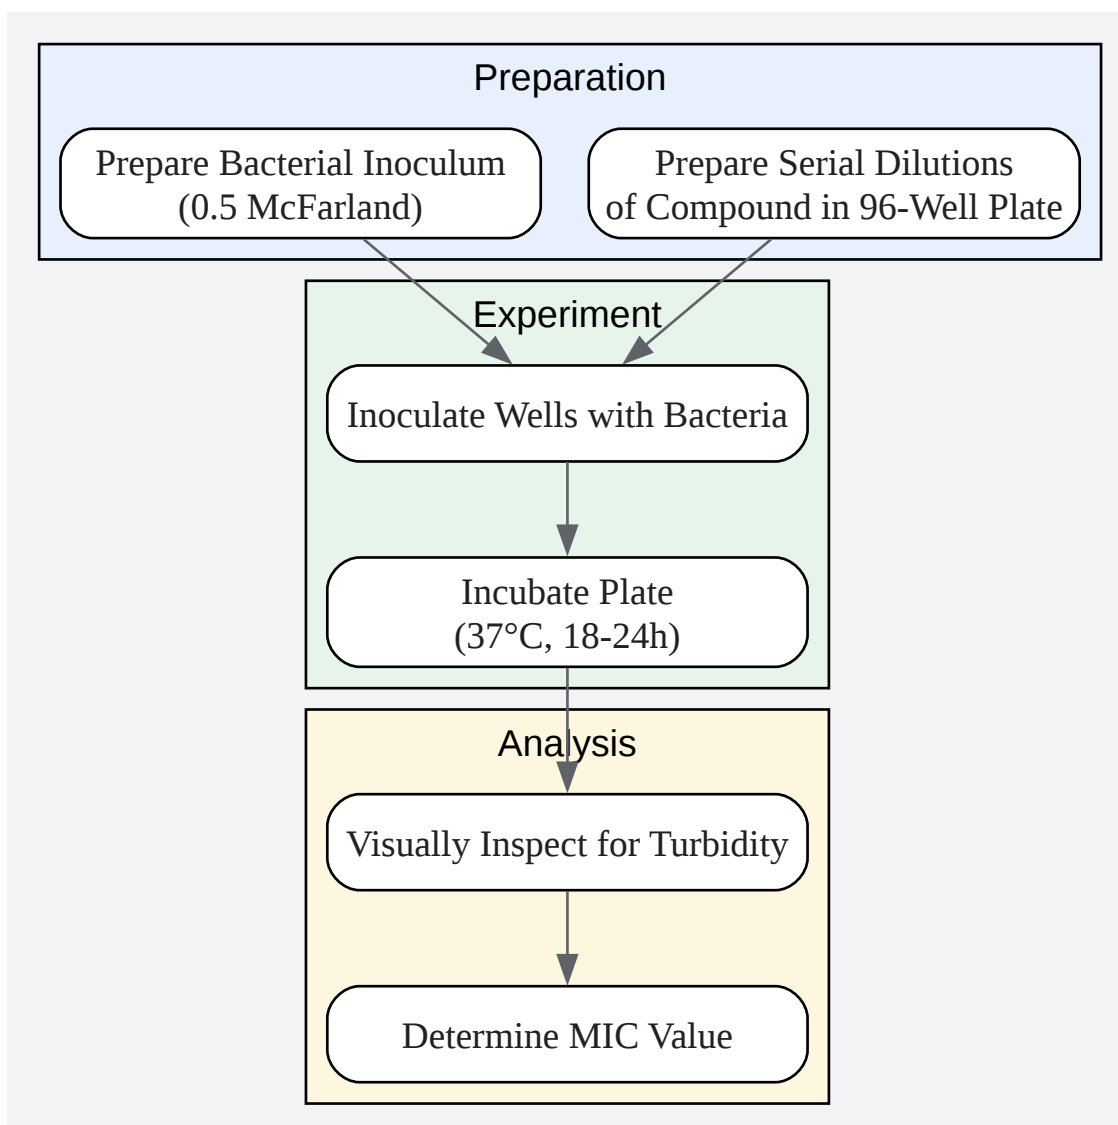 Preparation
Prepare Bacterial Inoculum
(0.5 McFarland)
Prepare Serial Dilutions
of Compound in 96-Well Plate
Experiment
Inoculate Wells with Bacteria
Incubate Plate
(37°C, 18-24h)
Analysis
Visually Inspect for Turbidity
Determine MIC Value